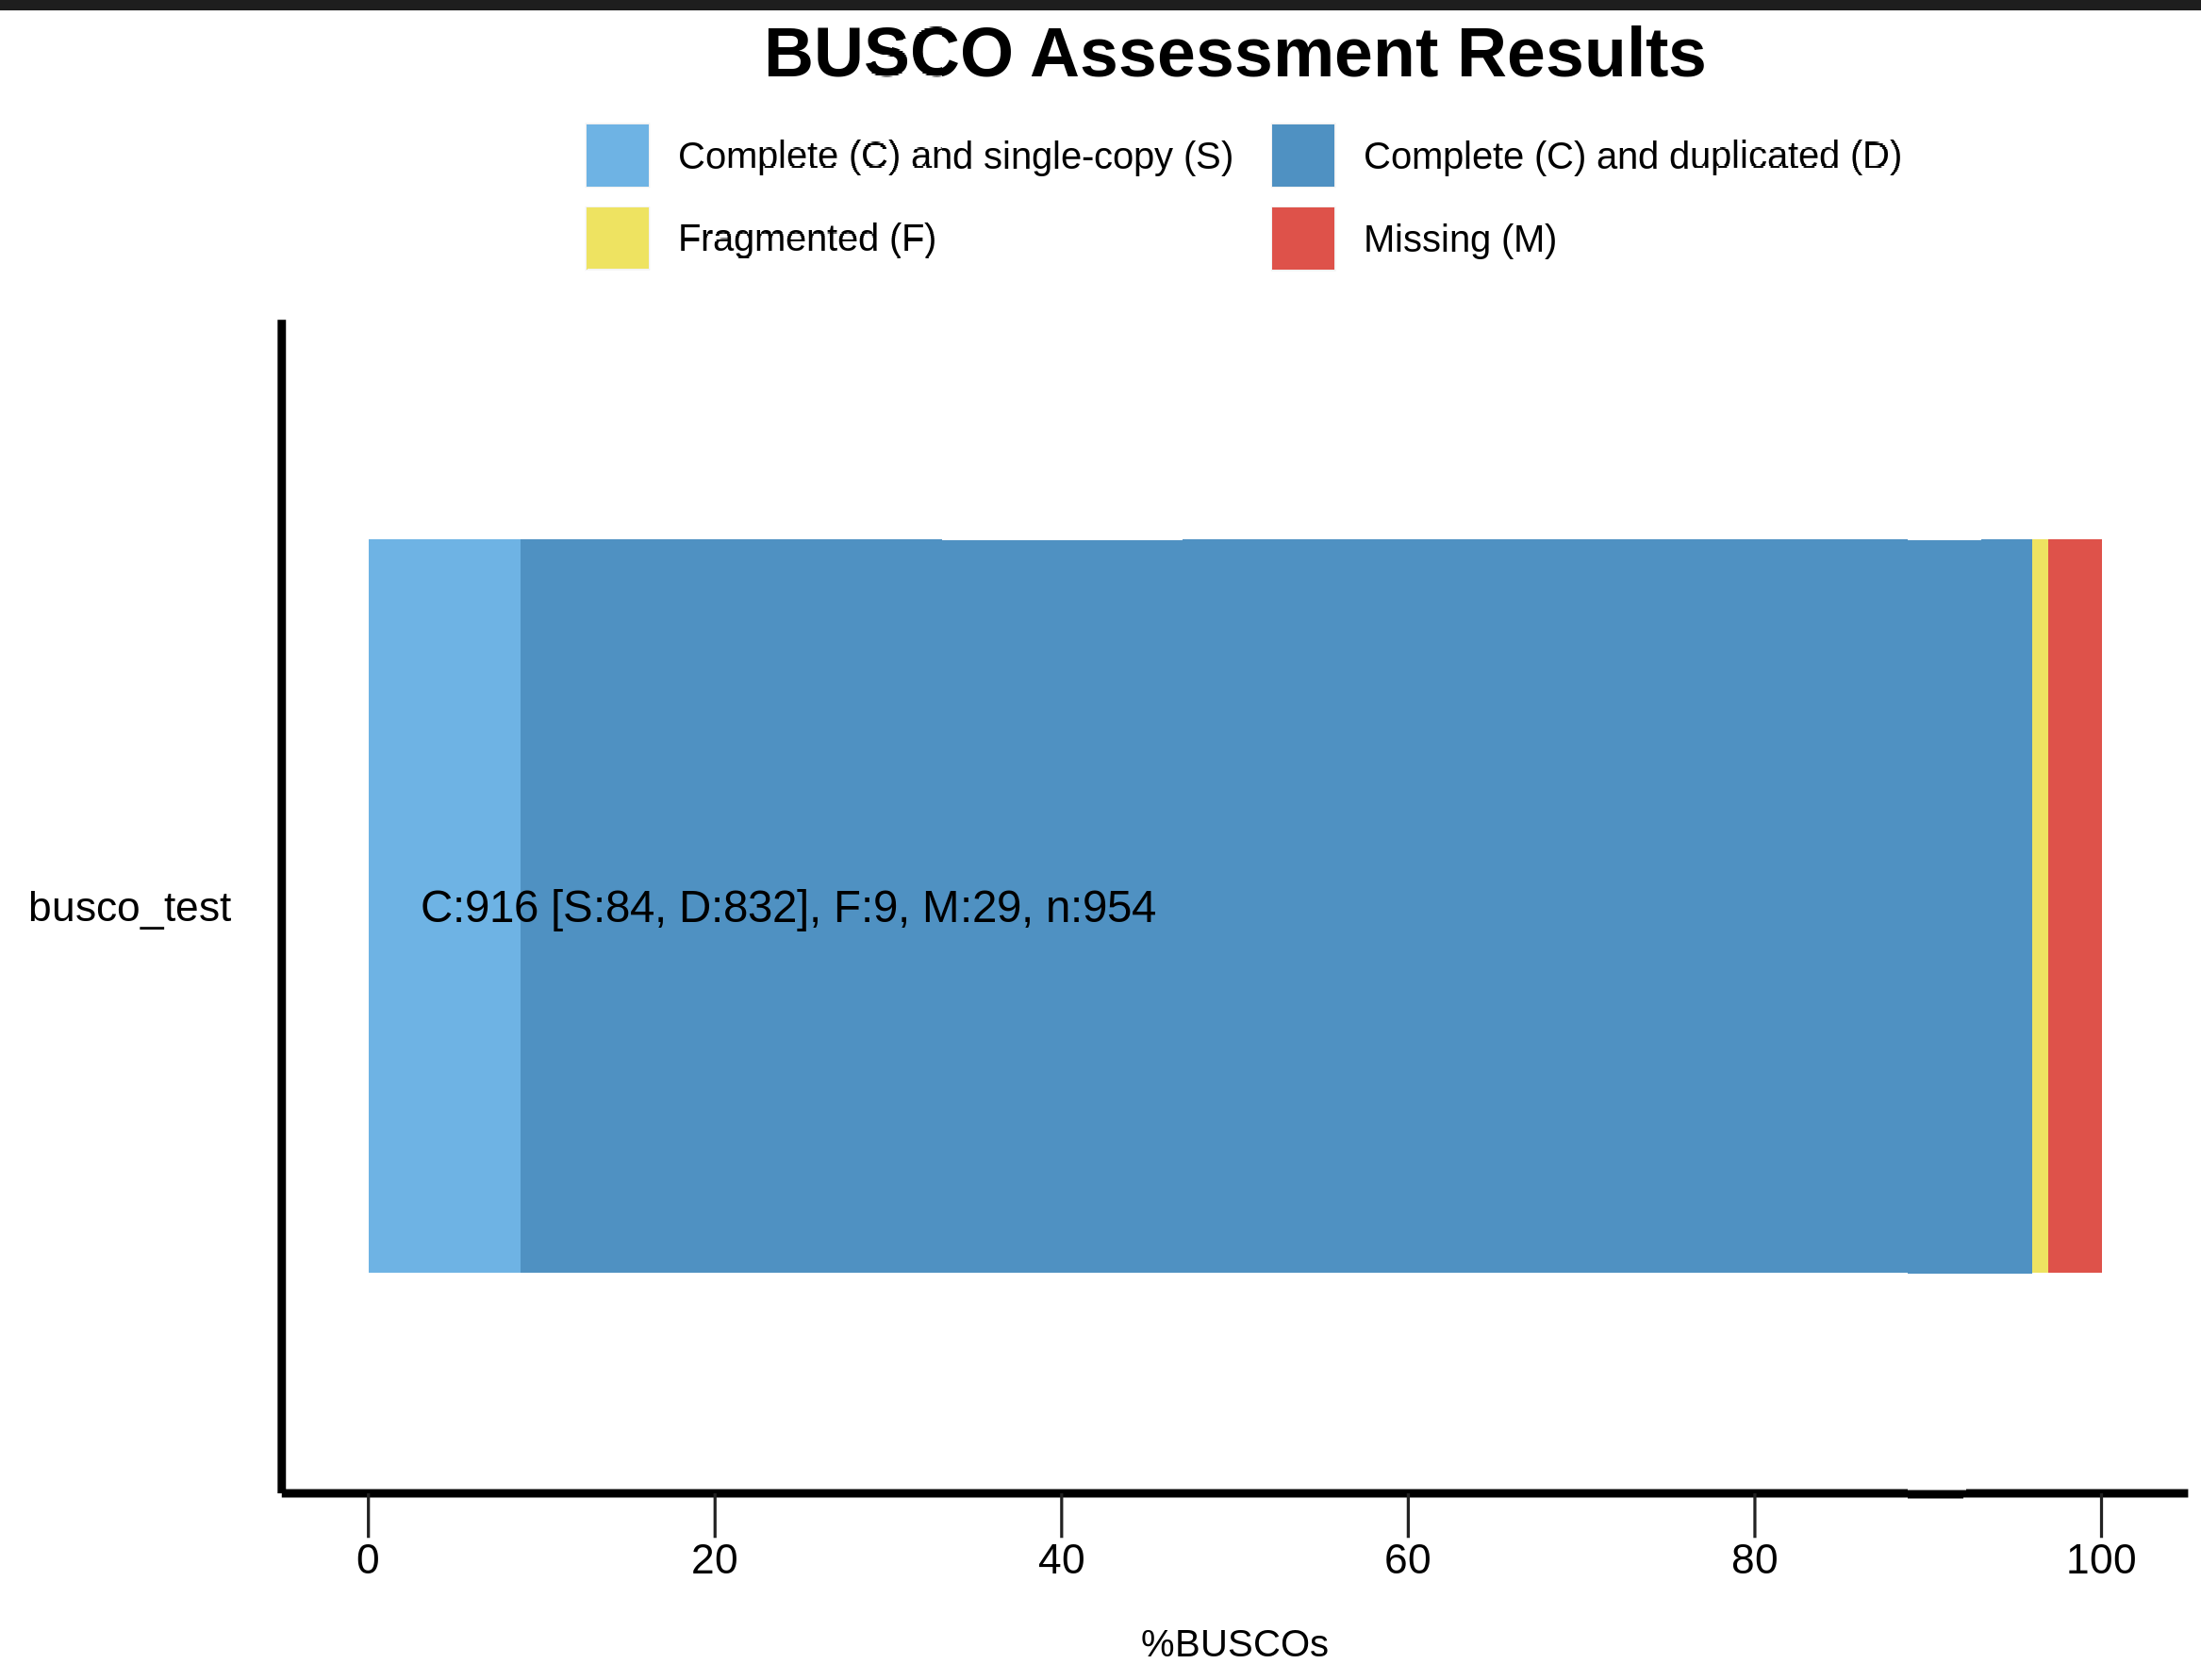 BUSCO Assessment Results
Complete (C) and single-copy (S) Complete (C) and duplicated (D)
Fragmented (F) Missing (M)
busco_test C:916 [S:84, D:832], F:9, M:29, n:954
0 20 40 60 80 100
%BUSCOs